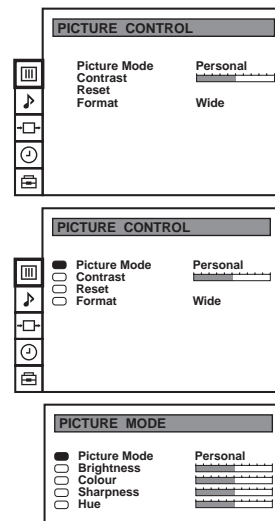 PICTURE CONTROL
Picture Mode Personal
Contrast
Reset
Format Wide
PICTURE CONTROL
Picture Mode Personal
Contrast
Reset
Format Wide
PICTURE MODE
Picture Mode Personal
Brightness
Colour
Sharpness
Hue